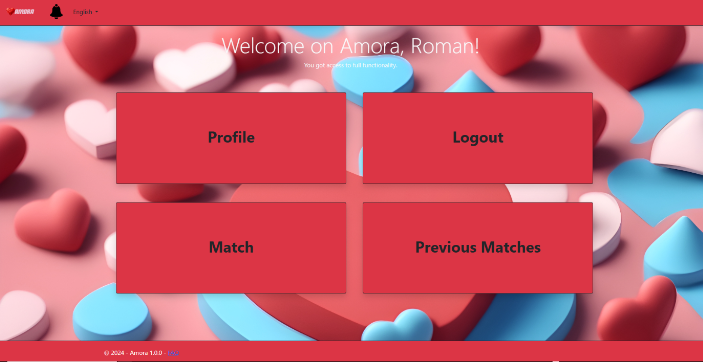 AMORA English
Welcome on Amora, Roman!
You got access to full functionality.
Profile Logout
Match Previous Matches
© 2024 - Amora 1.0.0 -